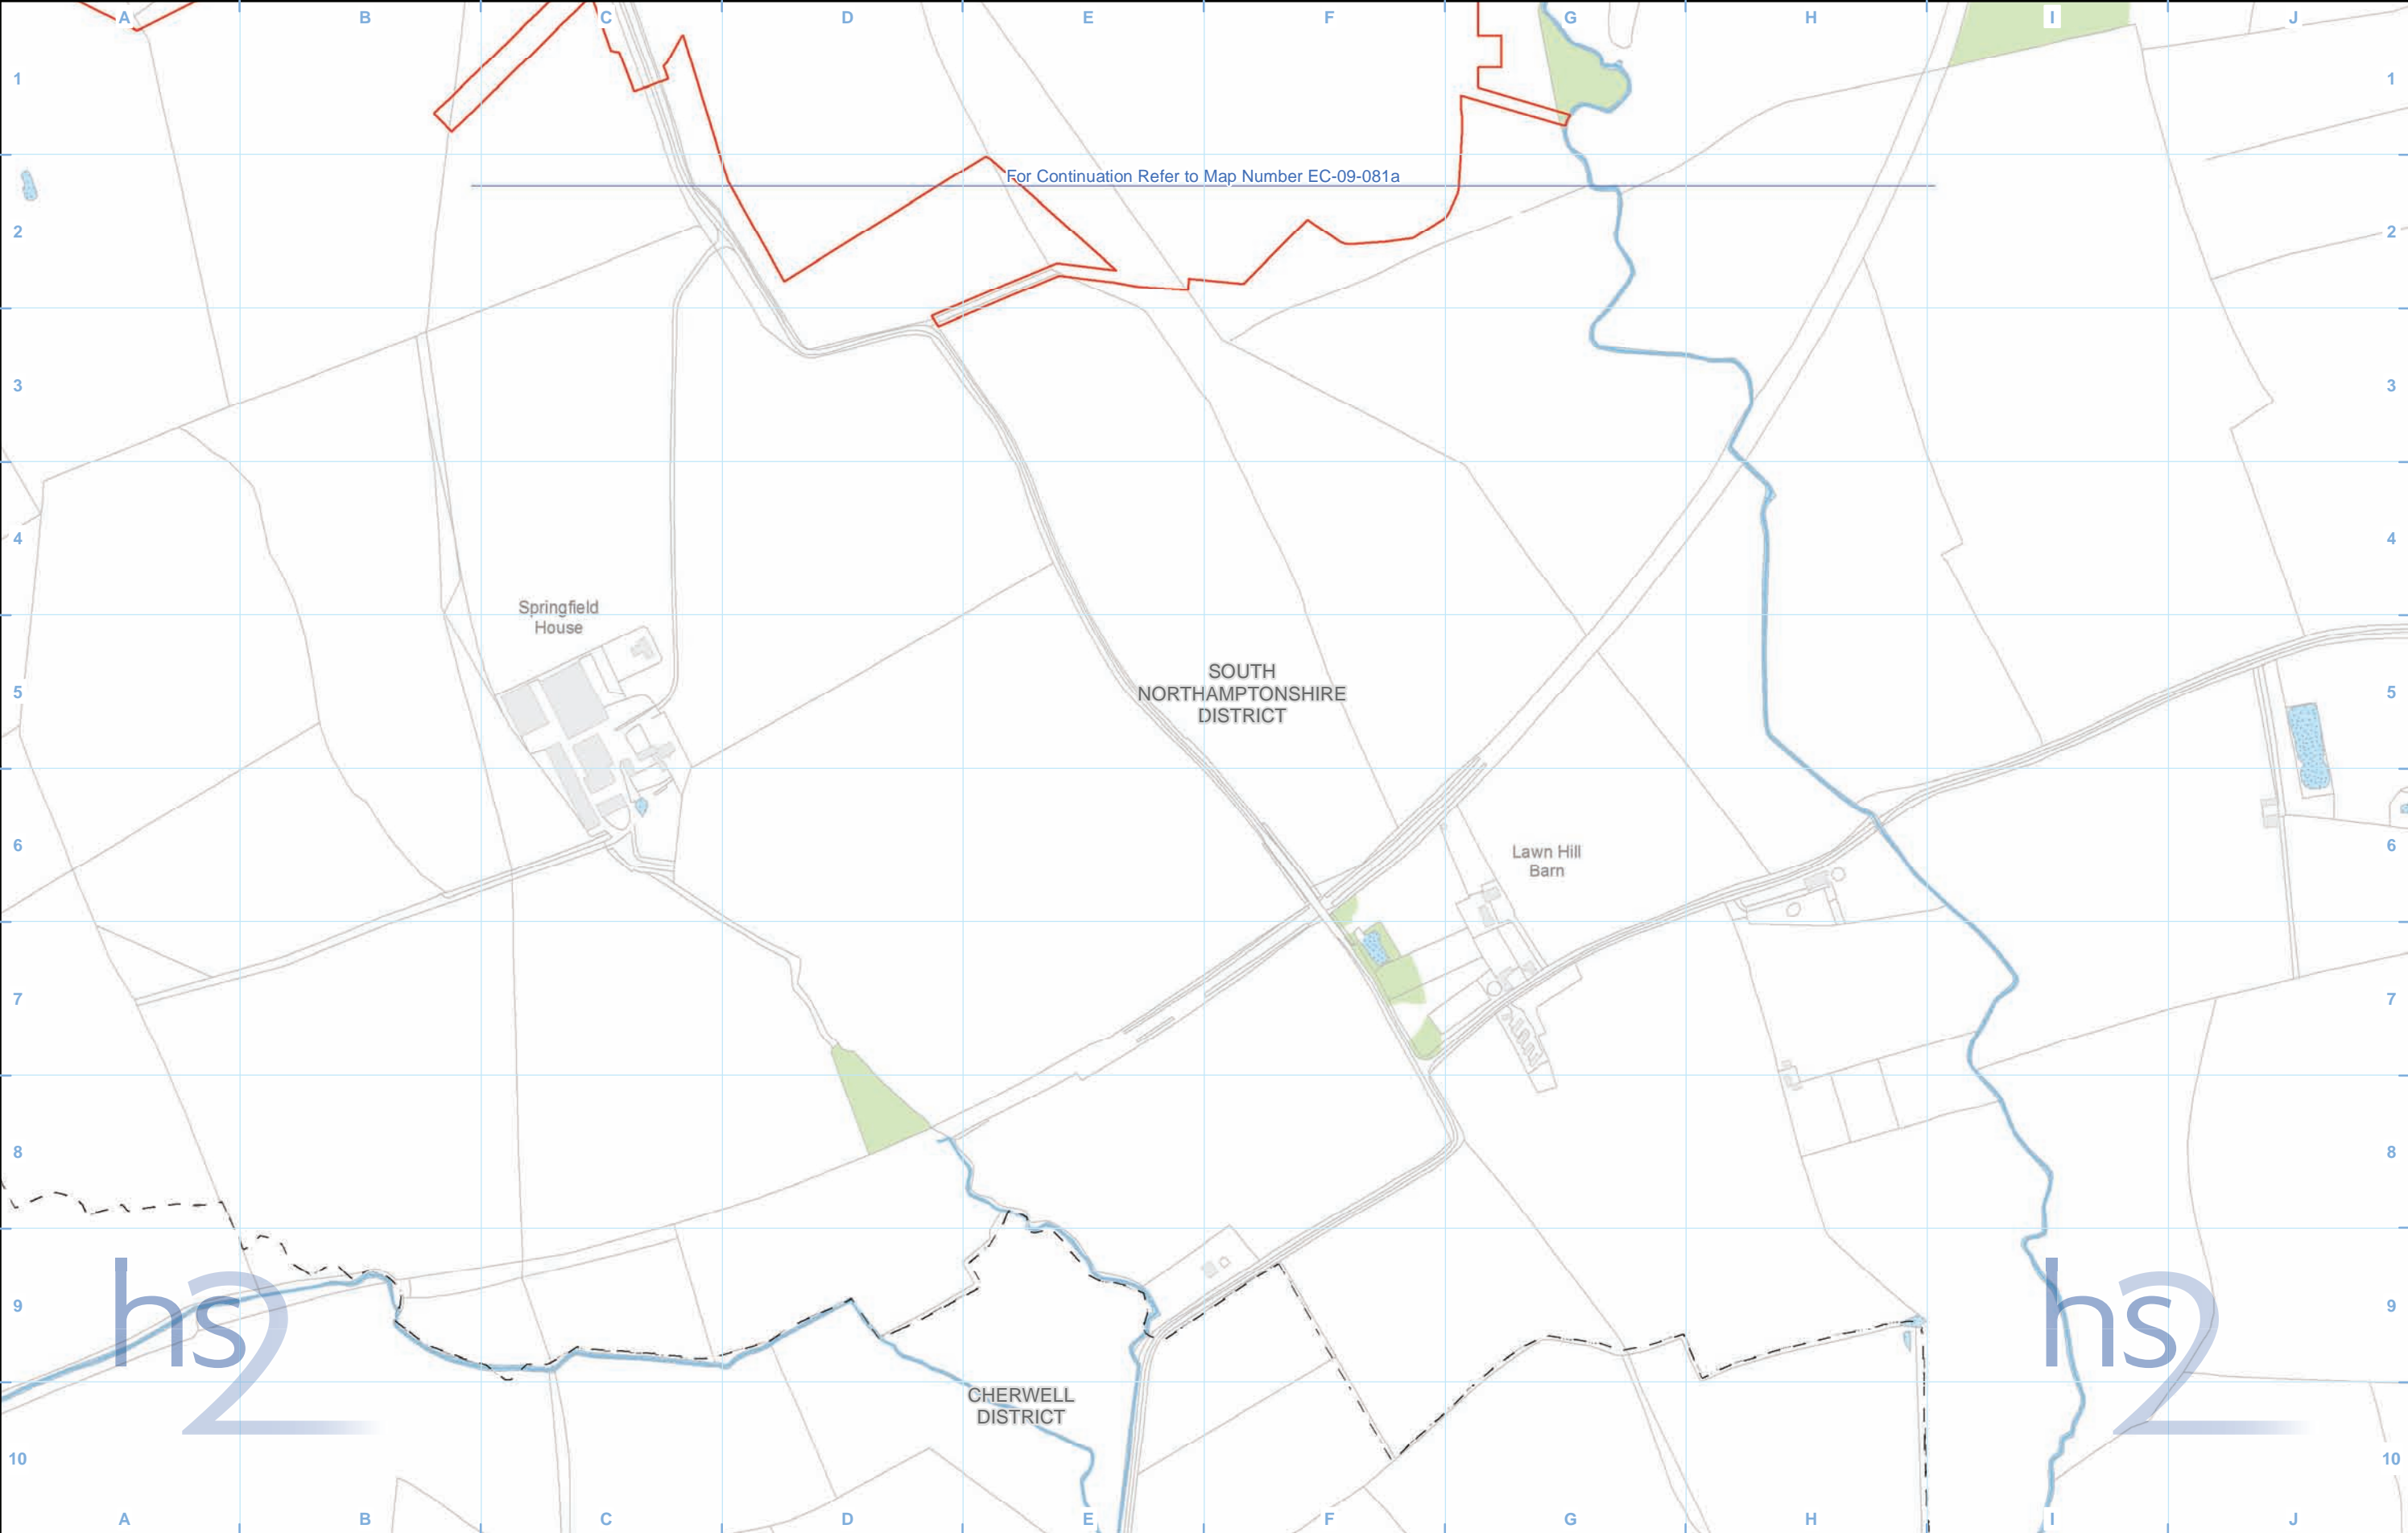 A B C D E F G H I J
1 1
For Continuation Refer to Map Number EC-09-081a
2 2
3 3
4 4
Springfield
House
SOUTH
NORTHAMPTONSHIRE
DISTRICT
5 5
6 6
Lawn Hill
Barn
7 7
8 8
hs2 hs2
9 9
CHERWELL
DISTRICT
10 10
A B C D E F G H I J